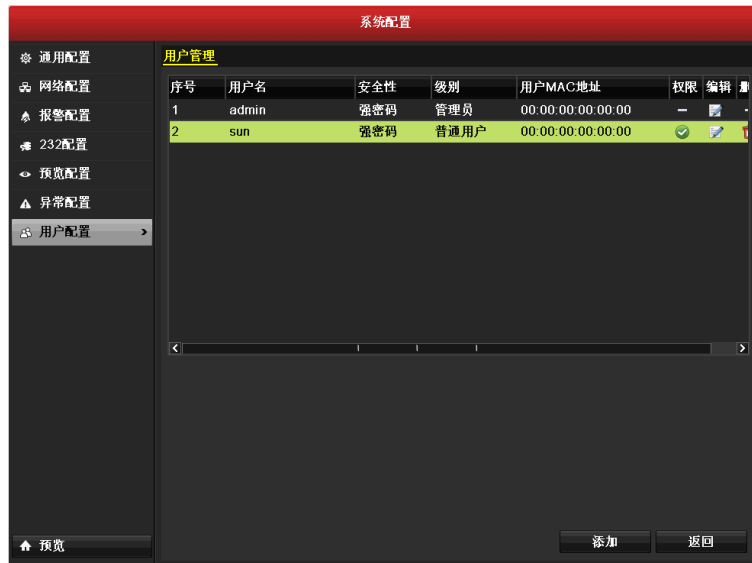 系统配置
通用配置
网络配置
报警配置
232配置
预览配置
异常配置
用户配置
预览
用户管理
序号 用户名 安全性 级别 用户MAC地址 权限 编辑
1 admin 强密码 管理员 00:00:00:00:00:00 –
2 sun 强密码 普通用户 00:00:00:00:00:00
添加 返回